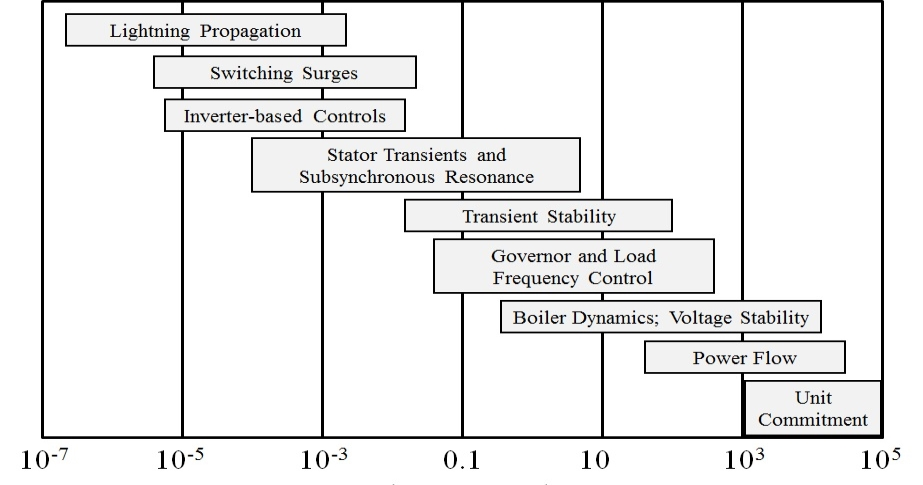 Lightning Propagation
Switching Surges
Inverter-based Controls
Stator Transients and
Subsynchronous Resonance
Transient Stability
Governor and Load
Frequency Control
Boiler Dynamics; Voltage Stability
Power Flow
Unit
Commitment
10⁻⁷ 10⁻⁵ 10⁻³ 0.1 10 10³ 10⁵